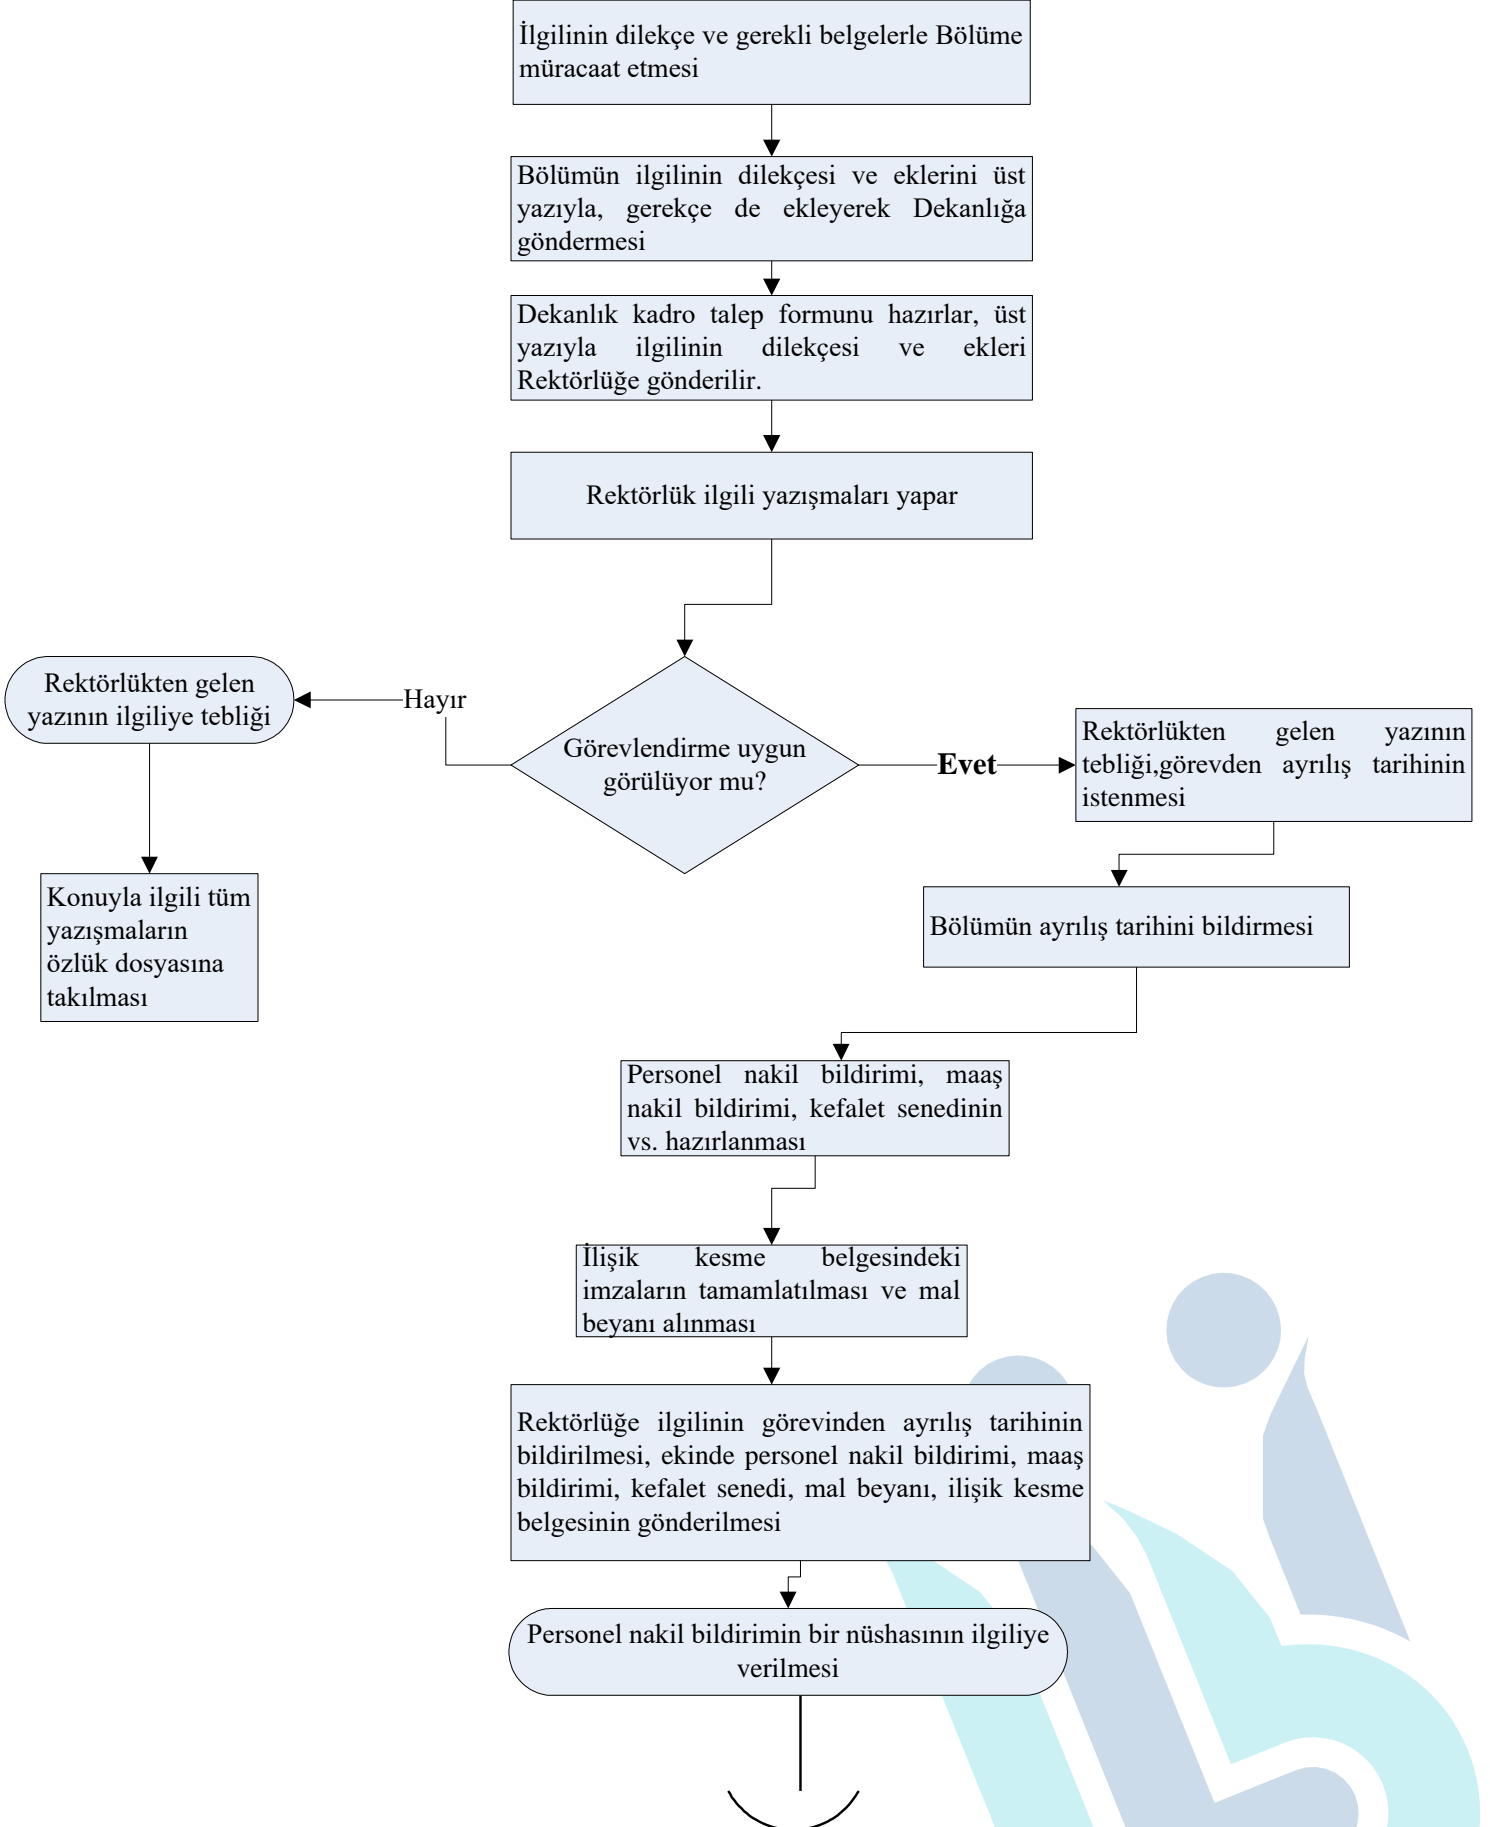 İlgilinin dilekçe ve gerekli belgelerle Bölüme
müracaat etmesi
Bölümün ilgilinin dilekçesi ve eklerini üst
yazıyla, gerekçe de ekleyerek Dekanlığa
göndermesi
Dekanlık kadro talep formunu hazırlar, üst
yazıyla ilgilinin dilekçesi ve ekleri
Rektörlüğe gönderilir.
Rektörlük ilgili yazışmaları yapar
Görevlendirme uygun
görülüyor mu?
Hayır
Rektörlükten gelen
yazının ilgiliye tebliği
Konuyla ilgili tüm
yazışmaların
özlük dosyasına
takılması
Evet
Rektörlükten gelen yazının
tebliği,görevden ayrılış tarihinin
istenmesi
Bölümün ayrılış tarihini bildirmesi
Personel nakil bildirimi, maaş
nakil bildirimi, kefalet senedinin
vs. hazırlanması
İlişik kesme belgesindeki
imzaların tamamlatılması ve mal
beyanı alınması
Rektörlüğe ilgilinin görevinden ayrılış tarihinin
bildirilmesi, ekinde personel nakil bildirimi, maaş
bildirimi, kefalet senedi, mal beyanı, ilişik kesme
belgesinin gönderilmesi
Personel nakil bildirimin bir nüshasının ilgiliye
verilmesi